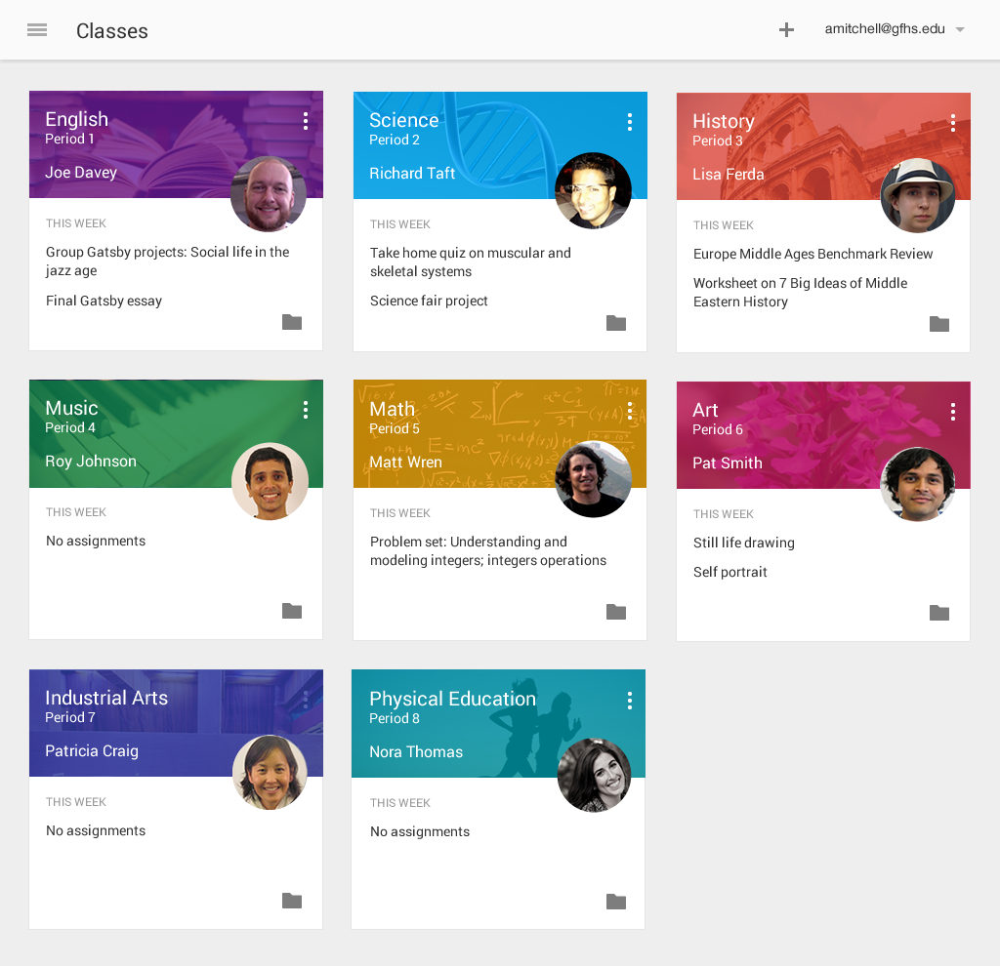 Classes
amitchell@gfhs.edu
English
Period 1
Joe Davey
THIS WEEK
Group Gatsby projects: Social life in the
jazz age
Final Gatsby essay
Science
Period 2
Richard Taft
THIS WEEK
Take home quiz on muscular and
skeletal systems
Science fair project
History
Period 3
Lisa Ferda
THIS WEEK
Europe Middle Ages Benchmark Review
Worksheet on 7 Big Ideas of Middle
Eastern History
Music
Period 4
Roy Johnson
THIS WEEK
No assignments
Math
Period 5
Matt Wren
E=mc²
THIS WEEK
Problem set: Understanding and
modeling integers; integers operations
Art
Period 6
Pat Smith
THIS WEEK
Still life drawing
Self portrait
Industrial Arts
Period 7
Patricia Craig
THIS WEEK
No assignments
Physical Education
Period 8
Nora Thomas
THIS WEEK
No assignments